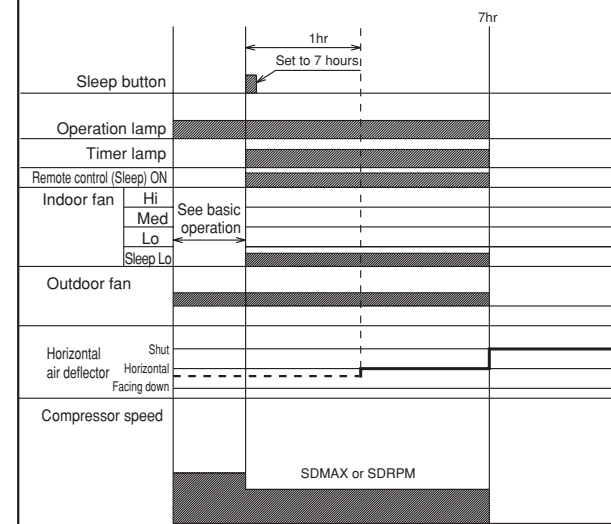 7hr
1hr
Set to 7 hours
Sleep button
Operation lamp
Timer lamp
Remote control (Sleep) ON
Indoor fan
Hi
Med
Lo
Sleep Lo
See basic
operation
Outdoor fan
Horizontal
air deflector
Shut
Horizontal
Facing down
Compressor speed
SDMAX or SDRPM